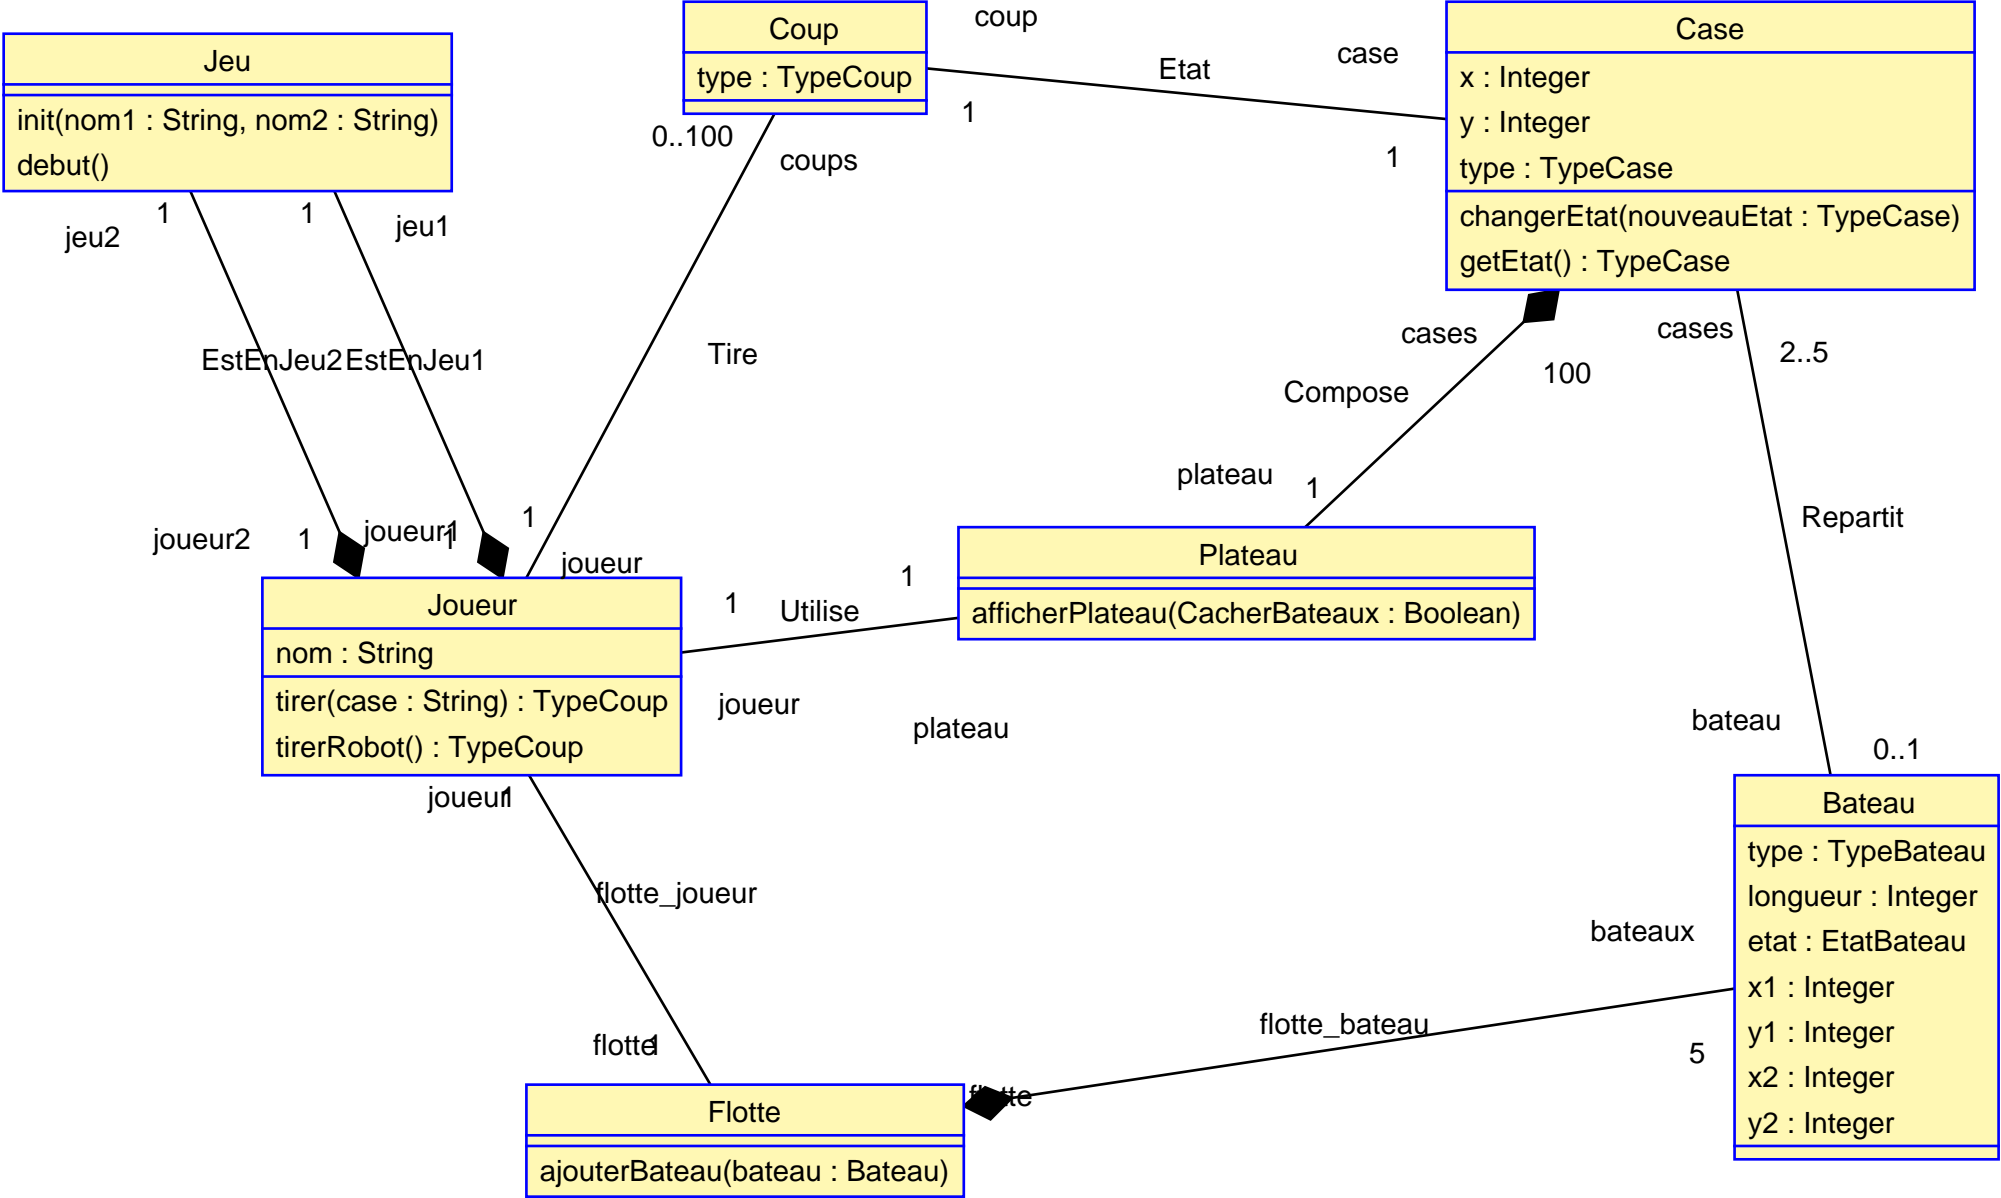 coup
Coup
Case
case
Jeu
Etat
type : TypeCoup
x : Integer
1
init(nom1 : String, nom2 : String)
y : Integer
0..100
coups
1
debut()
type : TypeCase
1
1
changerEtat(nouveauEtat : TypeCase)
jeu2
jeu1
getEtat() : TypeCase
cases
cases
2..5
EstEnJeu2
EstEnJeu1
Tire
100
Compose
plateau
1
1
Repartit
joueur2
1
joueur1
1
joueur
Plateau
1
1
Joueur
Utilise
afficherPlateau(CacherBateaux : Boolean)
nom : String
tirer(case : String) : TypeCoup
joueur
plateau
bateau
tirerRobot() : TypeCoup
0..1
joueur
1
Bateau
type : TypeBateau
flotte_joueur
longueur : Integer
bateaux
etat : EtatBateau
x1 : Integer
flotte_bateau
y1 : Integer
flotte
1
5
x2 : Integer
flotte
Flotte
y2 : Integer
ajouterBateau(bateau : Bateau)